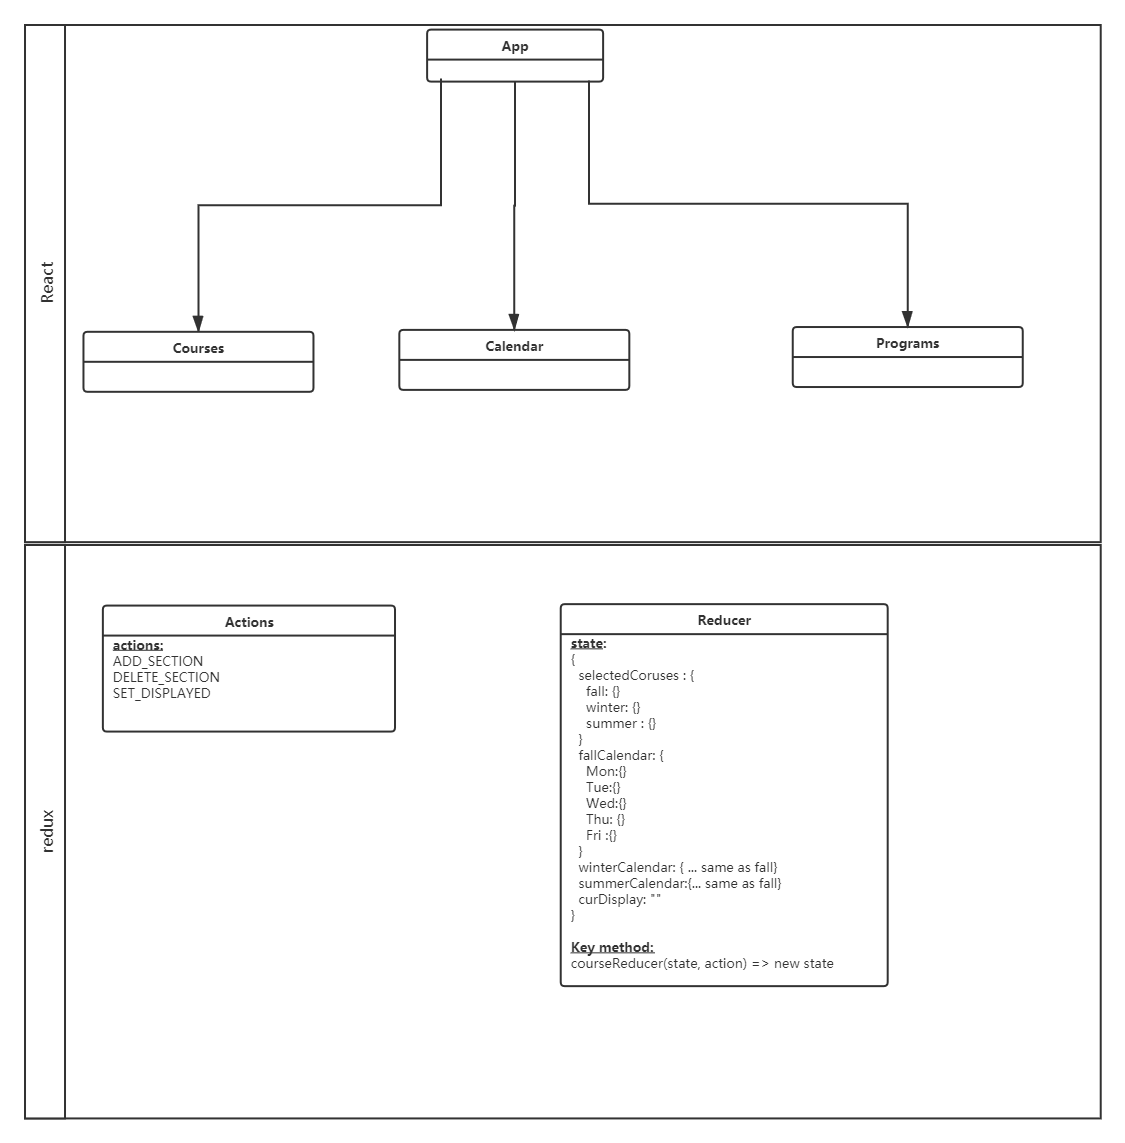 React
App
Courses
Calendar
Programs
redux
Actions
actions:
ADD_SECTION
DELETE_SECTION
SET_DISPLAYED
Reducer
state:
{
selectedCoruses : {
fall: {}
winter: {}
summer : {}
}
fallCalendar: {
Mon:{}
Tue:{}
Wed:{}
Thu: {}
Fri :{}
}
winterCalendar: { ... same as fall}
summerCalendar:{... same as fall}
curDisplay: ""
}
Key method:
courseReducer(state, action) => new state